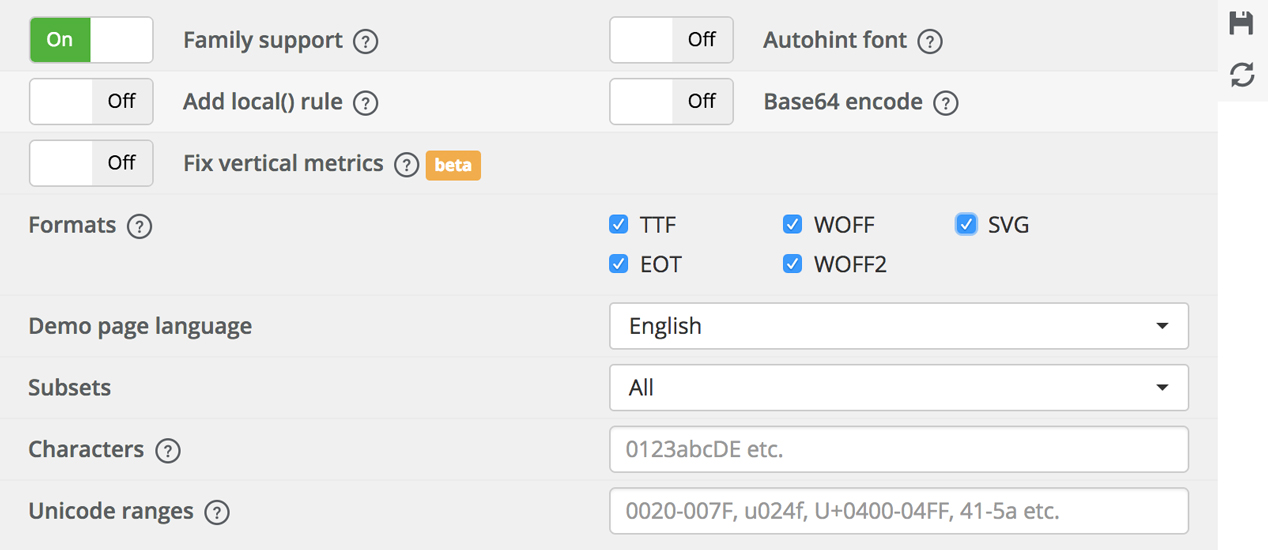 On Family support ? Off Autohint font ?
Off Add local() rule ? Off Base64 encode ?
Off Fix vertical metrics ? beta
Formats ? TTF WOFF SVG
EOT WOFF2
Demo page language English
Subsets All
Characters ? 0123abcDE etc.
Unicode ranges ? 0020-007F, u024f, U+0400-04FF, 41-5a etc.